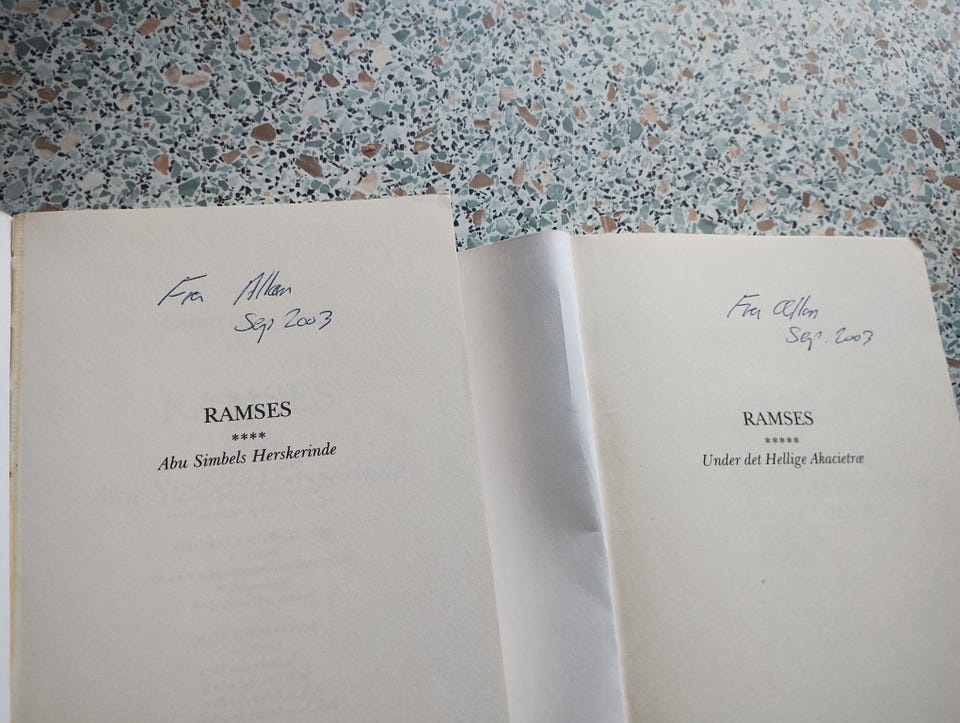 Fra Allan
Sep 2003
RAMSES
****
Abu Simbels Herskerinde
Fra Allan
Sep. 2003
RAMSES
*****
Under det Hellige Akacietræ